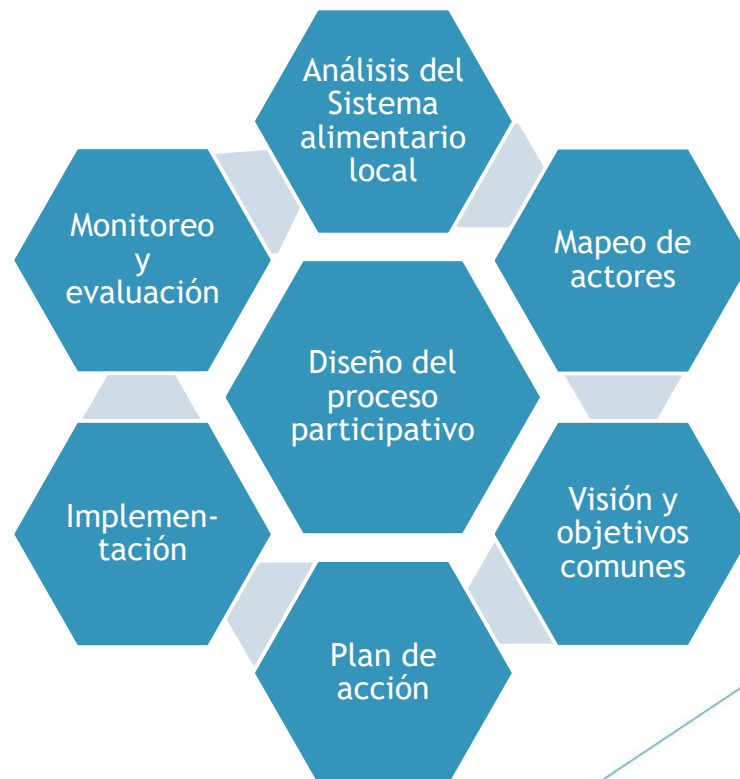 Análisis del
Sistema
alimentario
local
Mapeo de
actores
Visión y
objetivos
comunes
Plan de
acción
Implemen-
tación
Monitoreo
y
evaluación
Diseño del
proceso
participativo